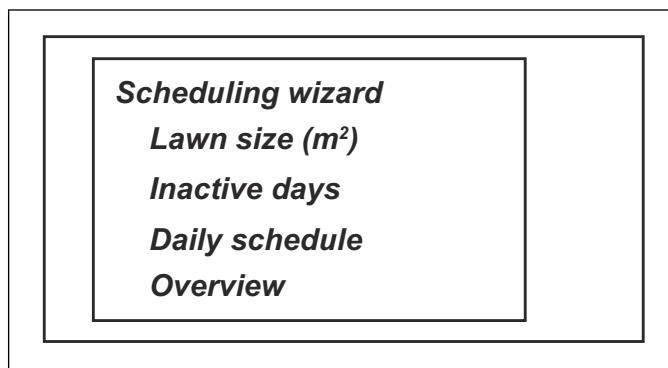 Scheduling wizard
Lawn size (m²)
Inactive days
Daily schedule
Overview